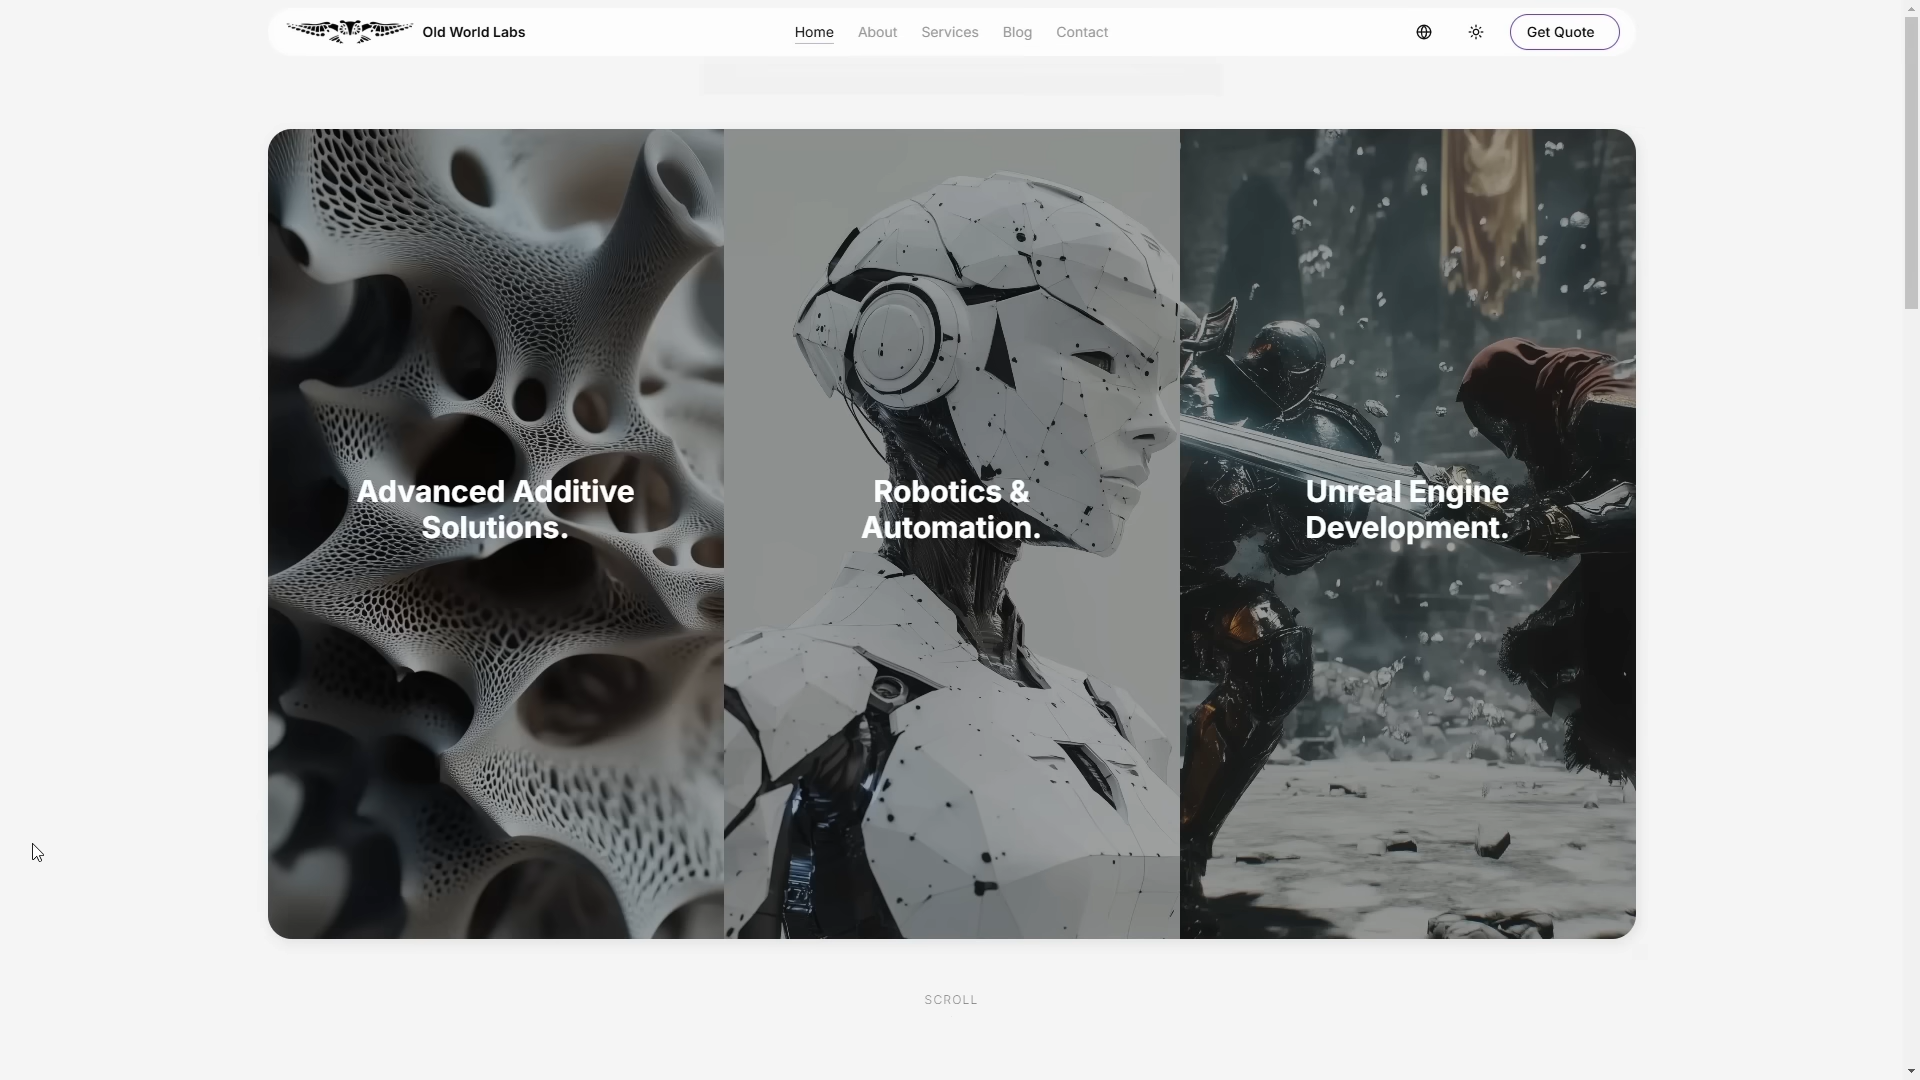 Old World Labs
Home
About
Services
Blog
Contact
Get Quote
Advanced Additive
Solutions.
Robotics &
Automation.
Unreal Engine
Development.
SCROLL